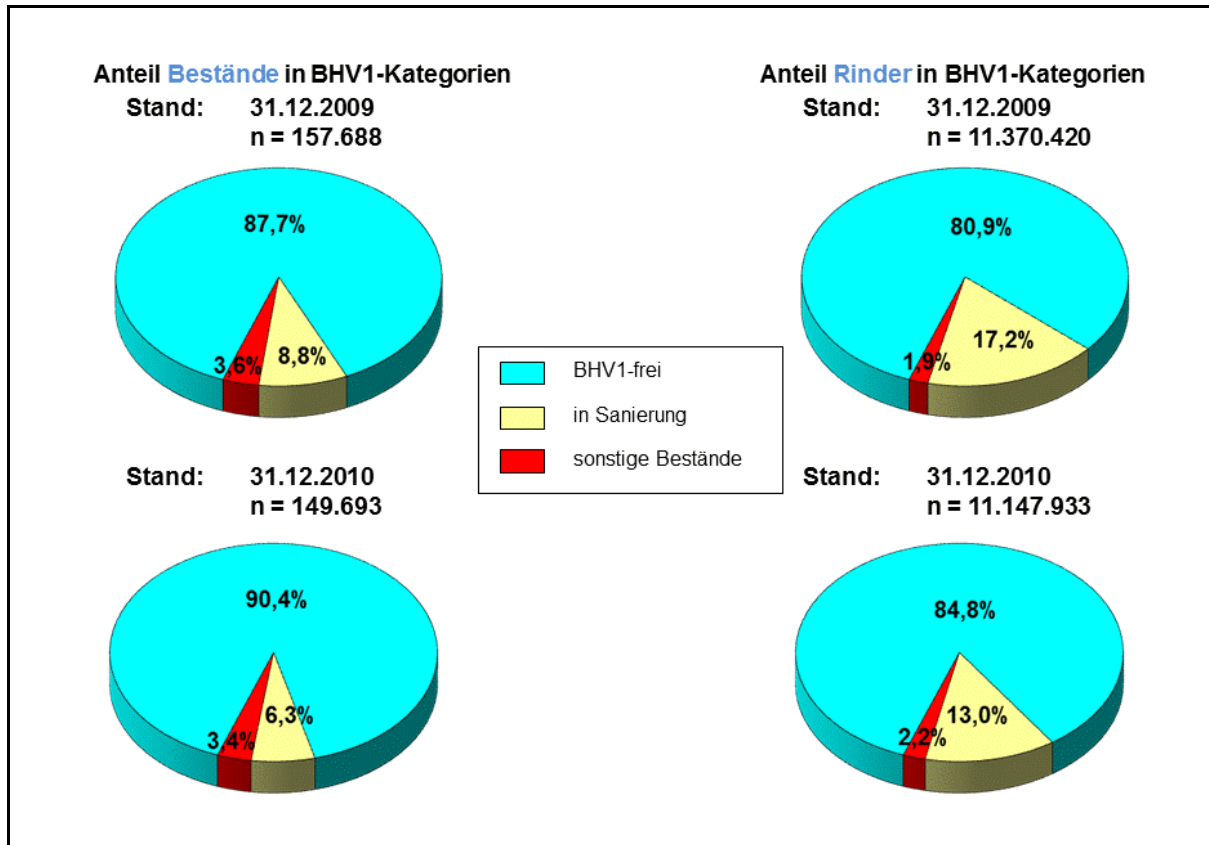 Anteil Bestände in BHV1-Kategorien
Stand: 31.12.2009
n = 157.688
87,7%
3,6%
8,8%
Anteil Rinder in BHV1-Kategorien
Stand: 31.12.2009
n = 11.370.420
80,9%
1,9%
17,2%
BHV1-frei
in Sanierung
sonstige Bestände
Stand: 31.12.2010
n = 149.693
90,4%
3,4%
6,3%
Stand: 31.12.2010
n = 11.147.933
84,8%
2,2%
13,0%